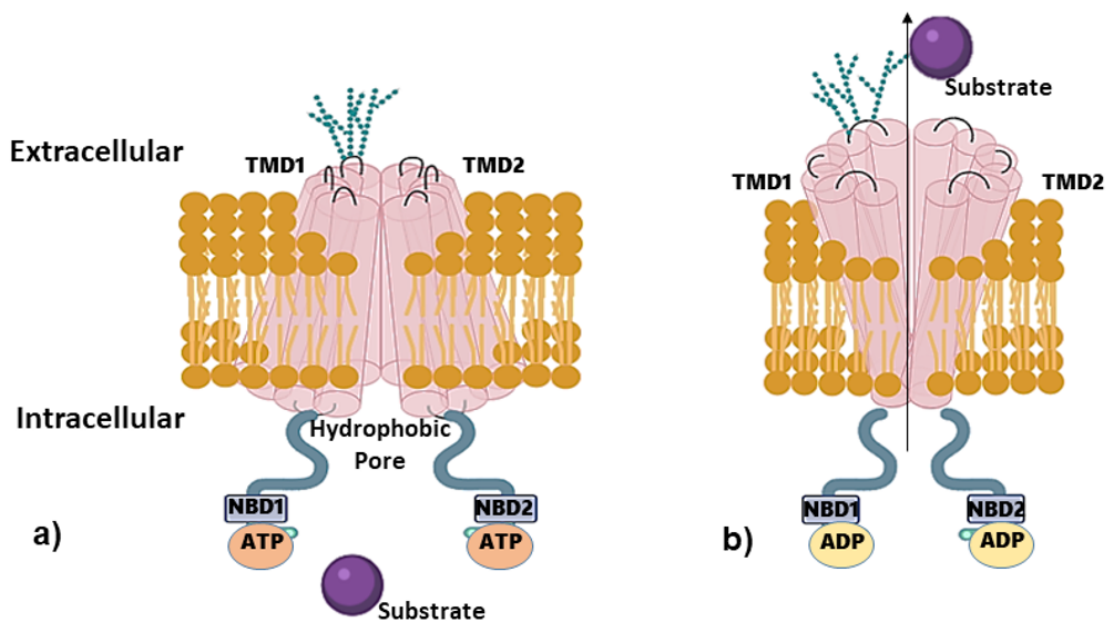 Extracellular
TMD1
TMD2
Intracellular
Hydrophobic
Pore
NBD1
NBD2
ATP
ATP
a)
Substrate
Substrate
TMD1
TMD2
NBD1
NBD2
ADP
ADP
b)